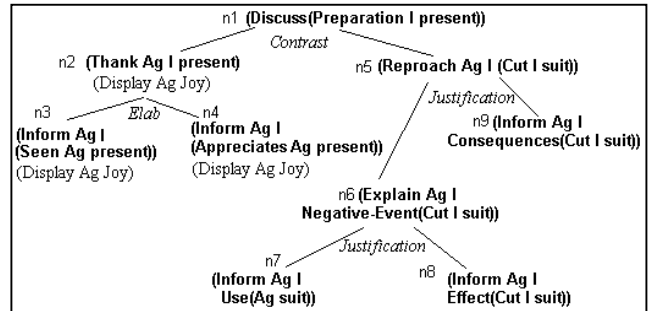 n1 (Discuss(Preparation I present))
Contrast
n2 (Thank Ag I present)
(Display Ag Joy)
n5 (Reproach Ag I (Cut I suit))
n3
Elab
n4
(Inform Ag I
(Seen Ag present))
(Display Ag Joy)
(Inform Ag I
(Appreciates Ag present))
(Display Ag Joy)
Justification
n9 (Inform Ag I
Consequences(Cut I suit))
n6 (Explain Ag I
Negative-Event(Cut I suit))
n7
Justification
n8
(Inform Ag I
Use(Ag suit))
(Inform Ag I
Effect(Cut I suit))